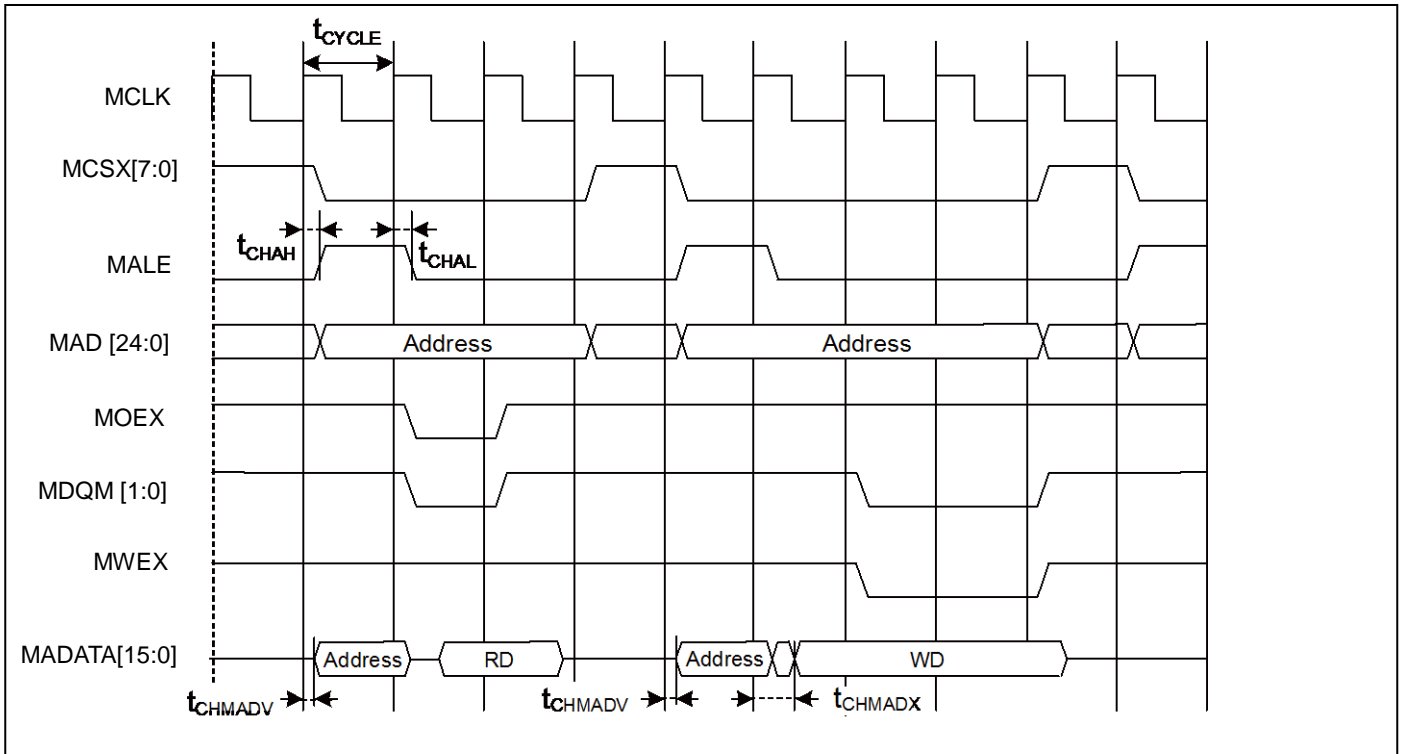 tCYCLE
MCLK
MCSX[7:0]
tCHAH
tCHAL
MALE
MAD [24:0]
Address
Address
MOEX
MDQM [1:0]
MWEX
MADATA[15:0]
Address
RD
Address
WD
tCHMADV
tCHMADV
tCHMADX